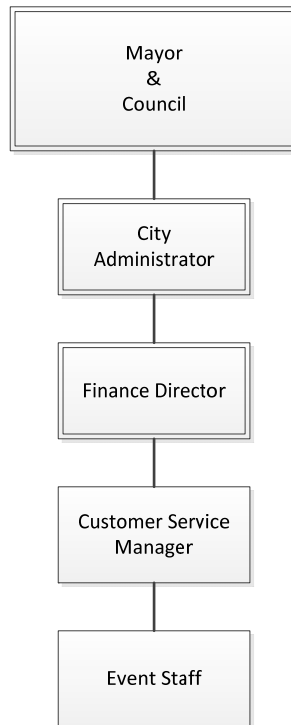 Mayor
&
Council
City
Administrator
Finance Director
Customer Service
Manager
Event Staff